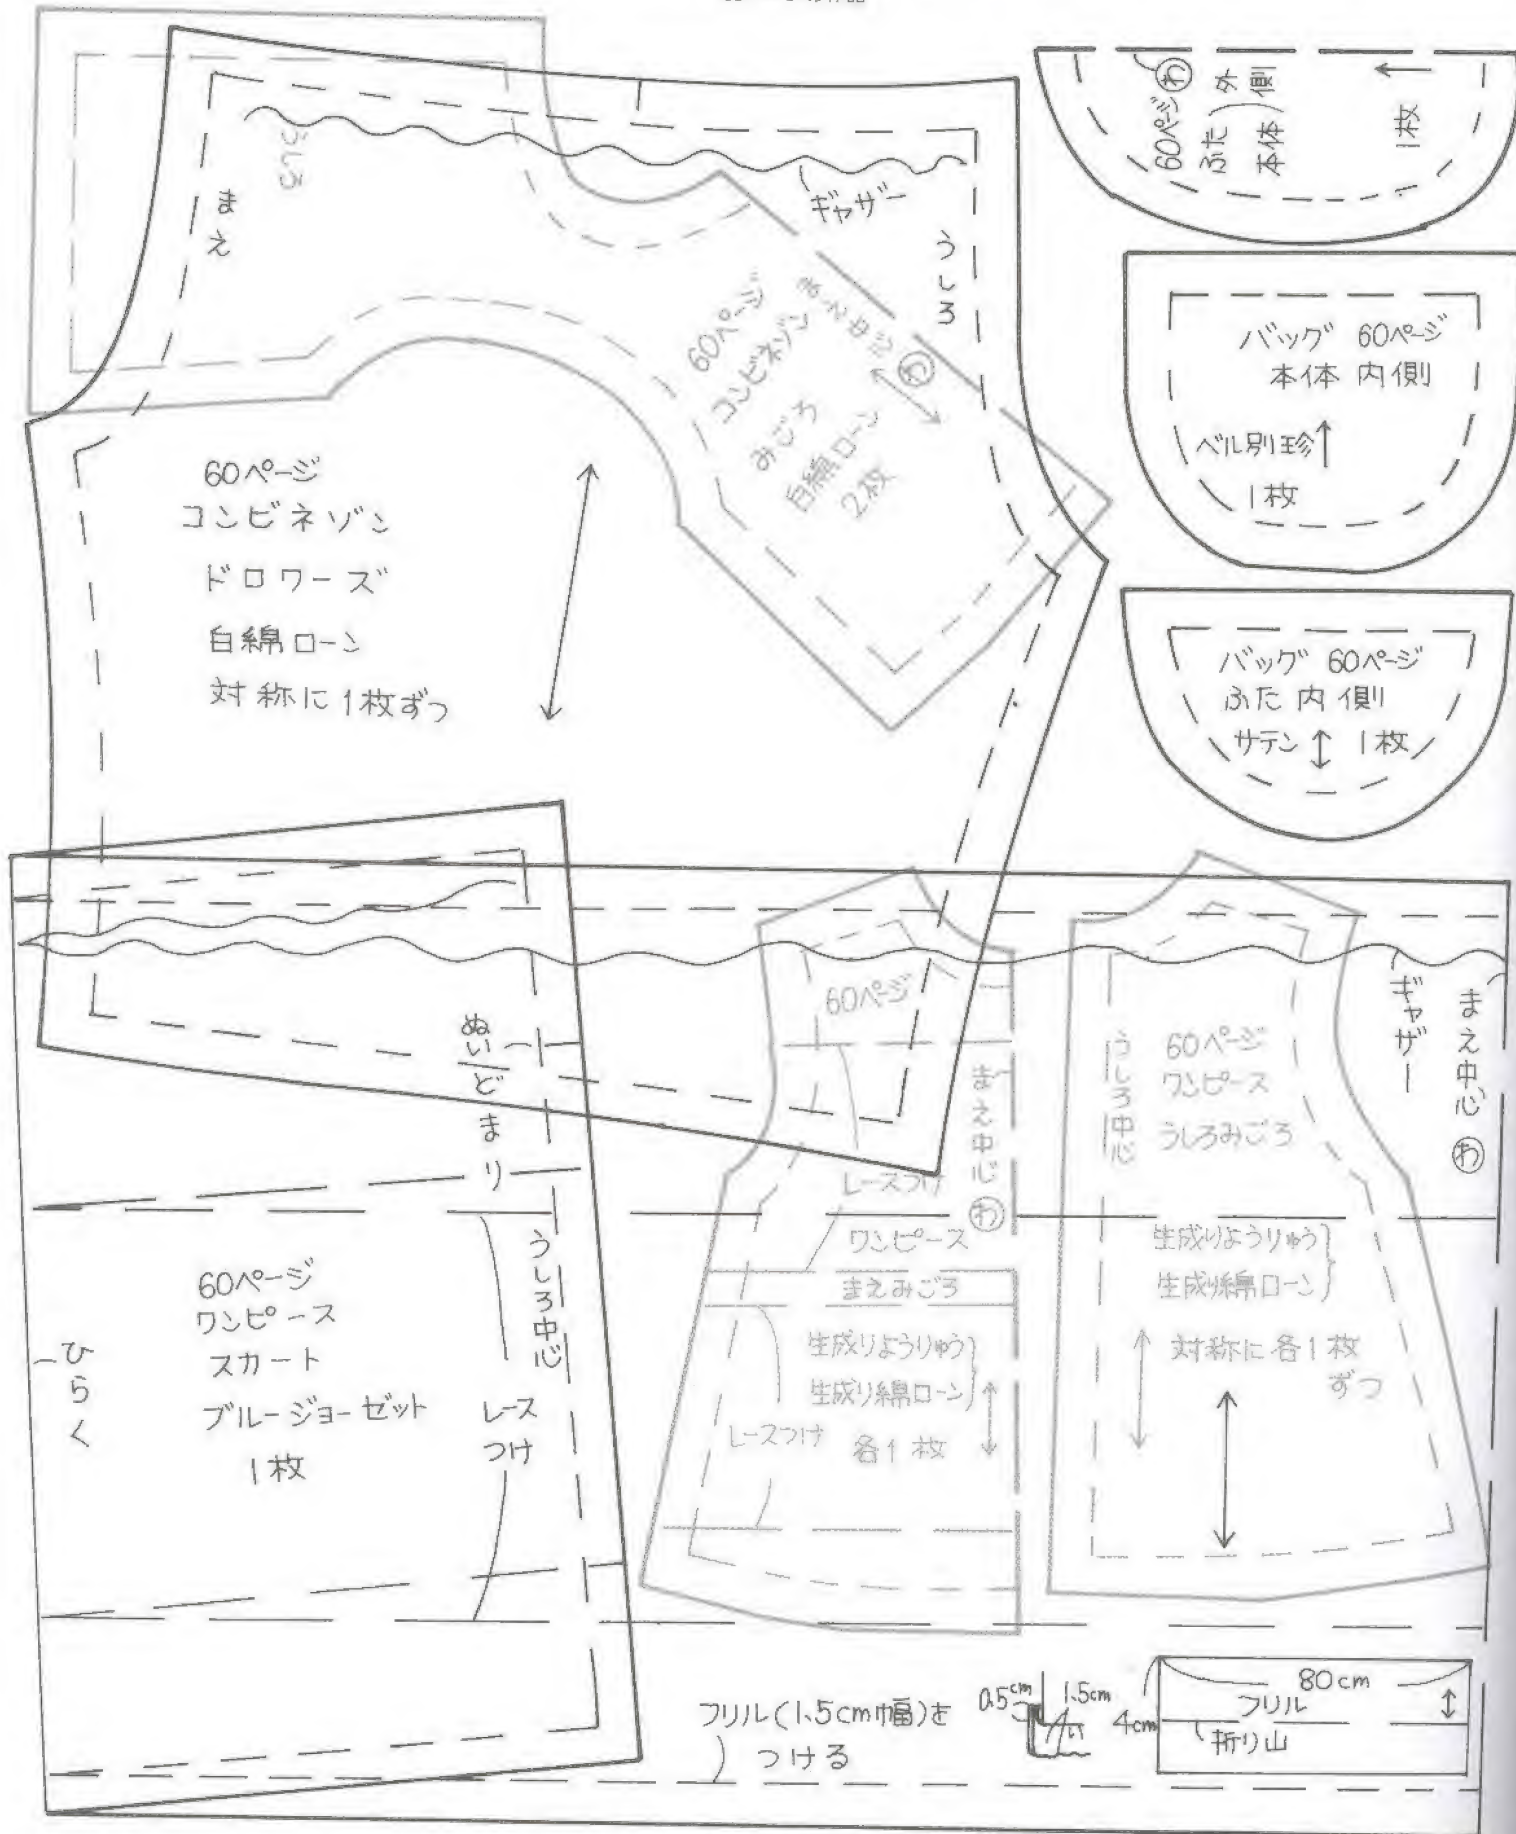 うしろ
まえ
ギャザー
うしろ
60ページ
コンビネゾン
みごろ
白綿ローン
2枚
まえ中心 わ
60ページ
コンビネゾン
ドロワーズ
白綿ローン
対称に1枚ずつ
60ページ わ
ふた)外側
本体)
1枚
バッグ 60ページ
本体 内側
ベル別珍
1枚
バッグ 60ページ
ふた 内側
サテン 1枚
ぬいどまり
うしろ中心
60ページ
ワンピース
スカート
ブルージョーゼット
1枚
ひらく
レース
つけ
60ページ
まえ中心 わ
レースつけ
ワンピース
まえみごろ
生成りようりゅう}
生成り綿ローン}
レースつけ
各1枚
うしろ中心
60ページ
ワンピース
うしろみごろ
生成りようりゅう}
生成り綿ローン}
対称に各1枚
ずつ
ギャザー
まえ中心 わ
フリル(1.5cm幅)を
つける
0.5cm
1.5cm
4cm
80cm
フリル
折り山